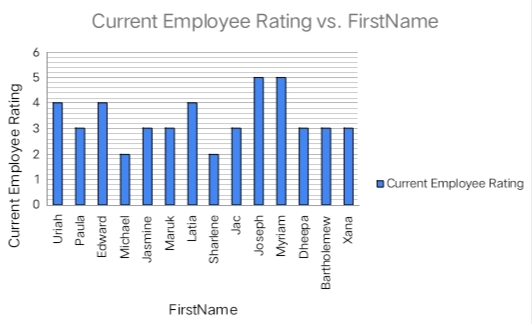 Current Employee Rating vs. FirstName
6
5
4
3
2
1
0
Current Employee Rating
Uriah
Paula
Edward
Michael
Jasmine
Maruk
Latia
Sharlene
Jac
Joseph
Myriam
Dheepa
Bartholemew
Xana
FirstName
Current Employee Rating